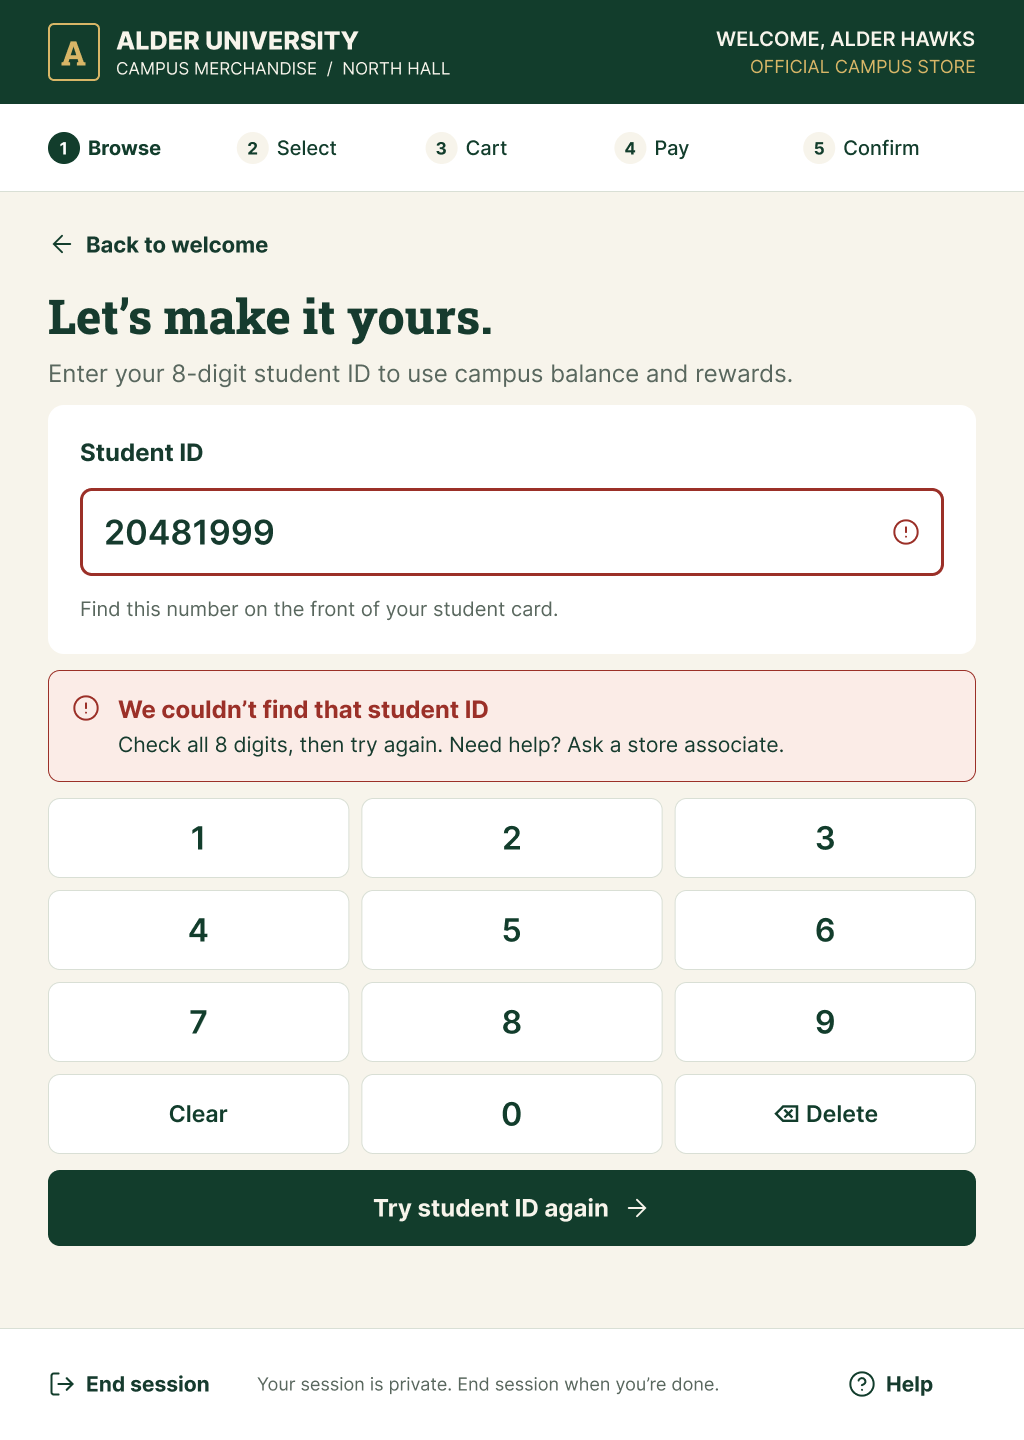 A
ALDER UNIVERSITY
CAMPUS MERCHANDISE / NORTH HALL
WELCOME, ALDER HAWKS
OFFICIAL CAMPUS STORE
1 Browse
2 Select
3 Cart
4 Pay
5 Confirm
Back to welcome
Let’s make it yours.
Enter your 8-digit student ID to use campus balance and rewards.
Student ID
20481999
Find this number on the front of your student card.
We couldn’t find that student ID
Check all 8 digits, then try again. Need help? Ask a store associate.
1
2
3
4
5
6
7
8
9
Clear
0
Delete
Try student ID again
End session
Your session is private. End session when you’re done.
Help